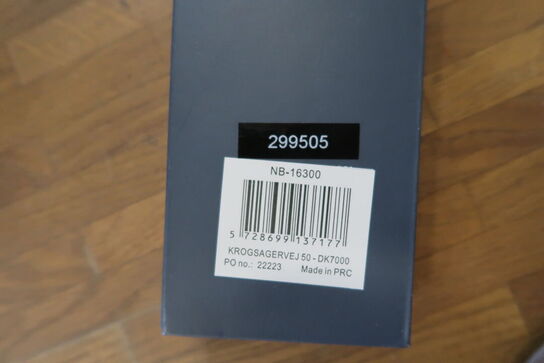 299505
NB-16300
5 728699 137177
KROGSAGERVEJ 50 - DK7000
PO no.: 22223 Made in PRC